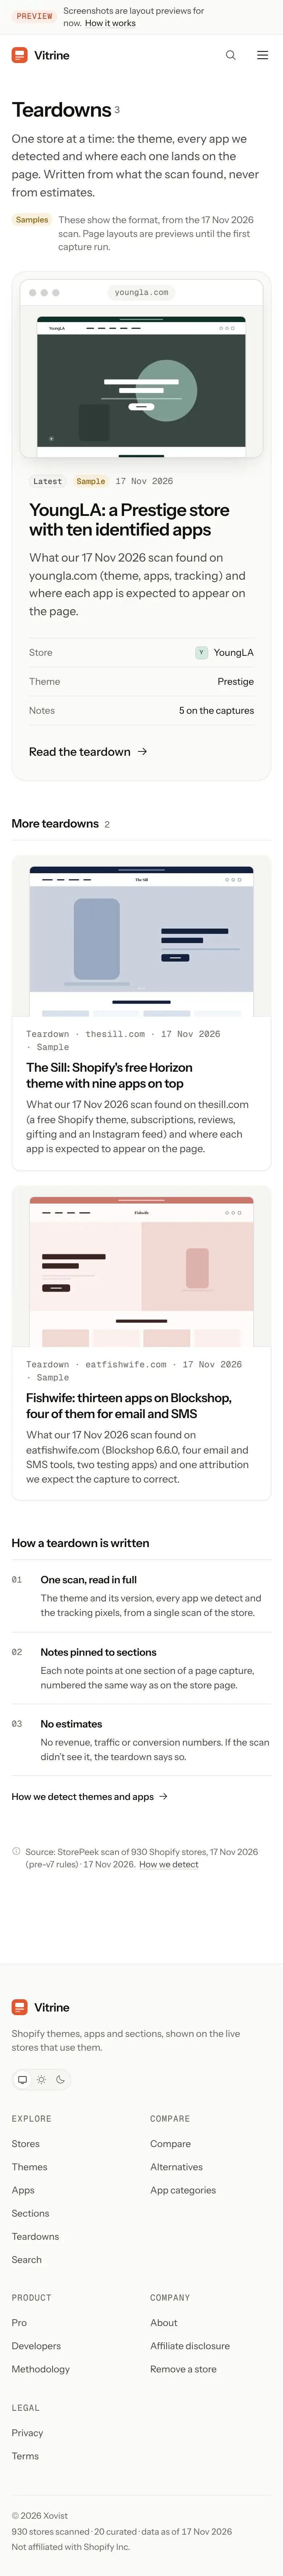 PREVIEW
Screenshots are layout previews for
now. How it works
Vitrine
Teardowns 3
One store at a time: the theme, every app we
detected and where each one lands on the
page. Written from what the scan found, never
from estimates.
Samples
These show the format, from the 17 Nov 2026
scan. Page layouts are previews until the first
capture run.
youngla.com
YoungLA
Latest Sample 17 Nov 2026
YoungLA: a Prestige store
with ten identified apps
What our 17 Nov 2026 scan found on
youngla.com (theme, apps, tracking) and
where each app is expected to appear on
the page.
Store Y YoungLA
Theme Prestige
Notes 5 on the captures
Read the teardown →
More teardowns 2
The Sill
Teardown · thesill.com · 17 Nov 2026
· Sample
The Sill: Shopify's free Horizon
theme with nine apps on top
What our 17 Nov 2026 scan found on thesill.com
(a free Shopify theme, subscriptions, reviews,
gifting and an Instagram feed) and where each
app is expected to appear on the page.
Fishwife
Teardown · eatfishwife.com · 17 Nov 2026
· Sample
Fishwife: thirteen apps on Blockshop,
four of them for email and SMS
What our 17 Nov 2026 scan found on
eatfishwife.com (Blockshop 6.6.0, four email and
SMS tools, two testing apps) and one attribution
we expect the capture to correct.
How a teardown is written
01 One scan, read in full
The theme and its version, every app we detect and
the tracking pixels, from a single scan of the store.
02 Notes pinned to sections
Each note points at one section of a page capture,
numbered the same way as on the store page.
03 No estimates
No revenue, traffic or conversion numbers. If the scan
didn't see it, the teardown says so.
How we detect themes and apps →
Source: StorePeek scan of 930 Shopify stores, 17 Nov 2026
(pre-v7 rules) · 17 Nov 2026. How we detect
Vitrine
Shopify themes, apps and sections, shown on the live
stores that use them.
EXPLORE
Stores
Themes
Apps
Sections
Teardowns
Search
COMPARE
Compare
Alternatives
App categories
PRODUCT
Pro
Developers
Methodology
COMPANY
About
Affiliate disclosure
Remove a store
LEGAL
Privacy
Terms
© 2026 Xovist
930 stores scanned · 20 curated · data as of 17 Nov 2026
Not affiliated with Shopify Inc.